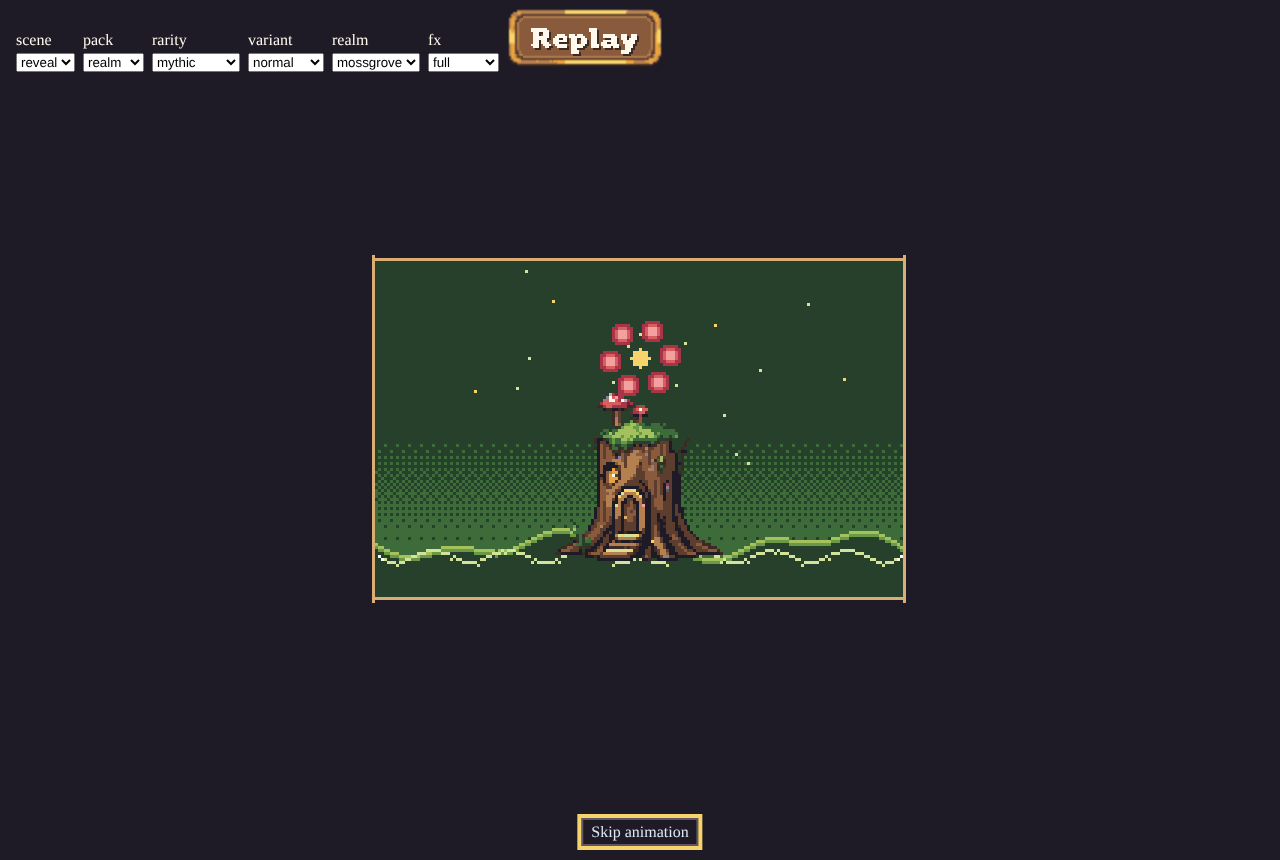 scene pack rarity variant realm fx
reveal realm mythic normal mossgrove full
Replay
Skip animation